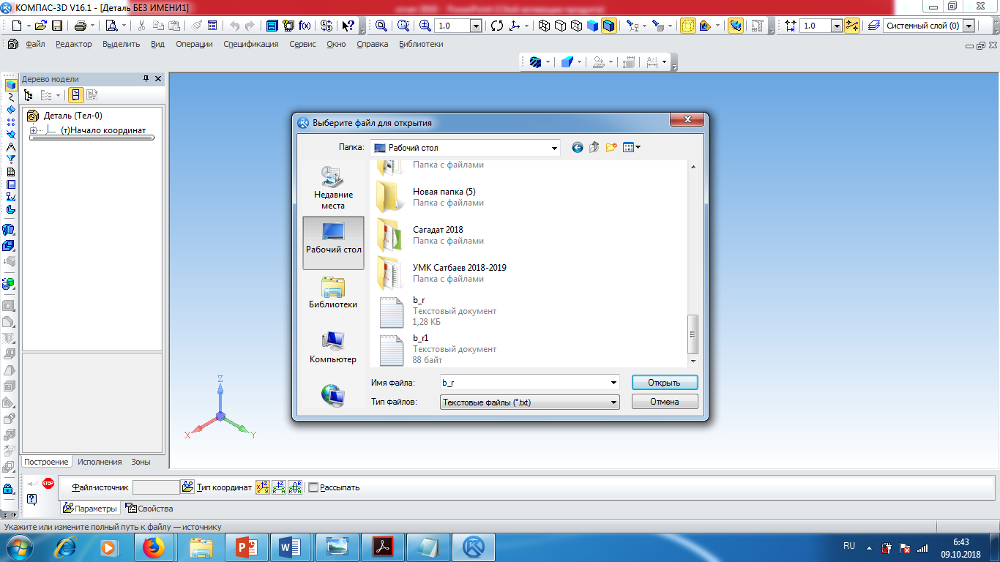 КОМПАС-3D V16.1 - [Деталь БЕЗ ИМЕНИ1]
1.0
1.0
Системный слой (0)
Файл Редактор Выделить Вид Операции Спецификация Сервис Окно Справка Библиотеки
Дерево модели
Деталь (Тел-0)
(т)Начало координат
Выберите файл для открытия
Папка: Рабочий стол
Недавние места
Рабочий стол
Библиотеки
Компьютер
Папка с файлами
Новая папка (5)
Папка с файлами
Сагадат 2018
Папка с файлами
УМК Сатбаев 2018-2019
Папка с файлами
b_r
Текстовый документ
1,28 КБ
b_r1
Текстовый документ
88 байт
Имя файла: b_r Открыть
Тип файлов: Текстовые файлы (*.txt) Отмена
Z
X
Y
Построение Исполнения Зоны
STOP
Файл-источник Тип координат Рассыпать
Параметры Свойства
Укажите или измените полный путь к файлу — источнику
RU
6:43
09.10.2018